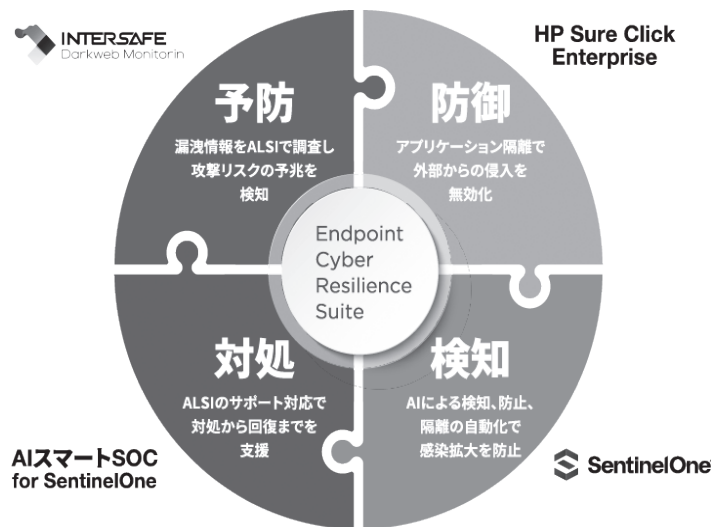 INTERSAFE
Darkweb Monitorin
HP Sure Click
Enterprise
予防
漏洩情報をALSIで調査し
攻撃リスクの予兆を
検知
防御
アプリケーション隔離で
外部からの侵入を
無効化
Endpoint
Cyber
Resilience
Suite
対処
ALSIのサポート対応で
対処から回復までを
支援
検知
AIによる検知、防止、
隔離の自動化で
感染拡大を防止
AIスマートSOC
for SentinelOne
SentinelOne